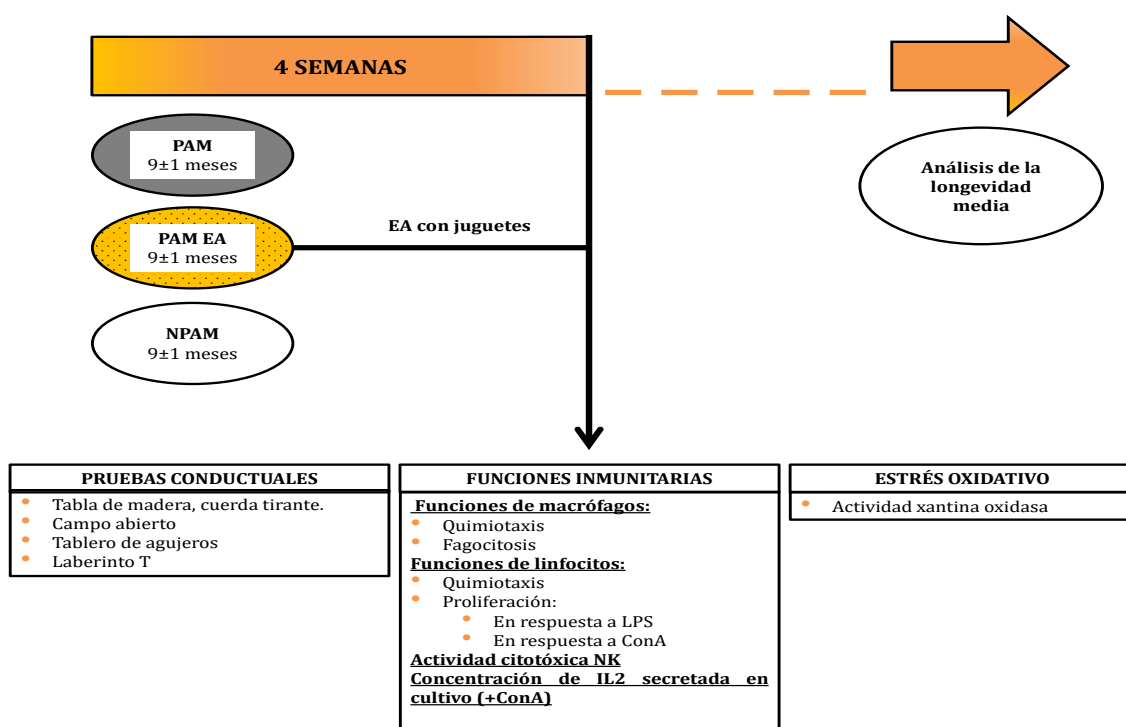 4 SEMANAS
PAM
9±1 meses
Análisis de la
longevidad
media
PAM EA
9±1 meses
EA con juguetes
NPAM
9±1 meses
PRUEBAS CONDUCTUALES
• Tabla de madera, cuerda tirante.
• Campo abierto
• Tablero de agujeros
• Laberinto T
FUNCIONES INMUNITARIAS
Funciones de macrófagos:
• Quimiotaxis
• Fagocitosis
Funciones de linfocitos:
• Quimiotaxis
• Proliferación:
• En respuesta a LPS
• En respuesta a ConA
Actividad citotóxica NK
Concentración de IL2 secretada en
cultivo (+ConA)
ESTRÉS OXIDATIVO
• Actividad xantina oxidasa